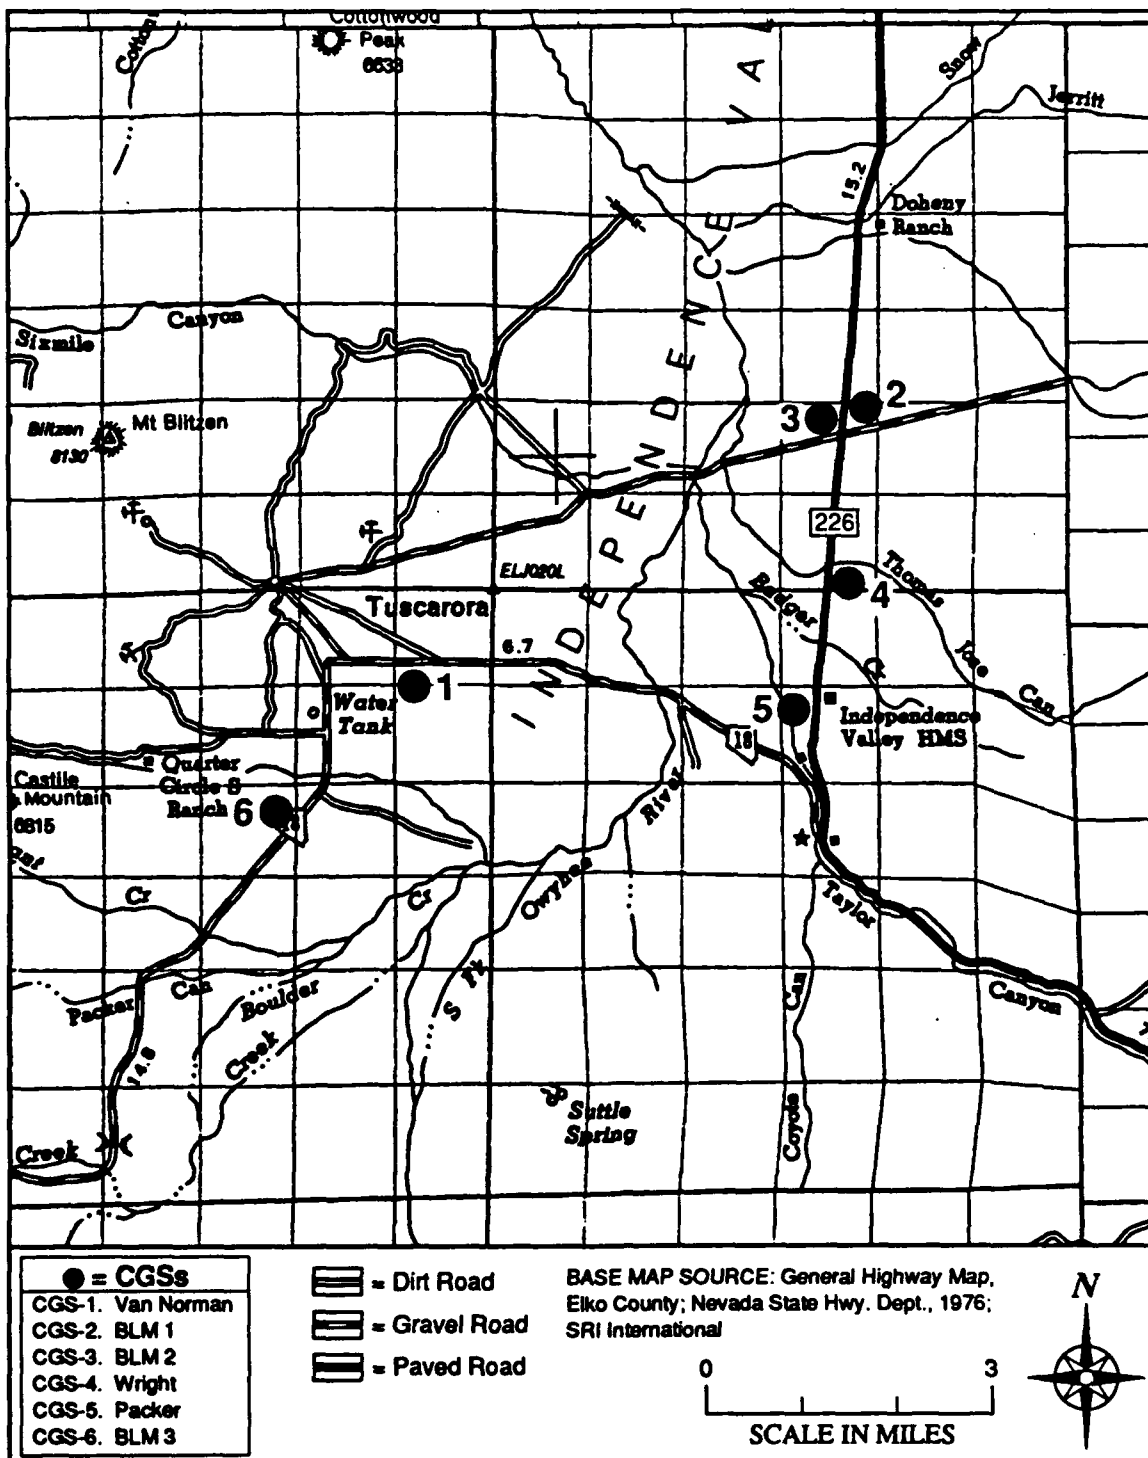 Cottonwood
Peak
6633
Cotton
Snow
Jerritt
15.2
Doheny
Ranch
INDEPENDENCE VAL
Canyon
Sixmile
Blitzen
8130
Mt Blitzen
3
2
226
ELJ020L
Thomas
Jose
Can
4
Badger
Cr
Tuscarora
6.7
1
Water
Tank
5
Independence
Valley HMS
18
Quarter
Circle S
Ranch
Castile
Mountain
6815
6
River
Owyhee
S Fk
Cr
Cr
Taylor
Canyon
Packer
Can
Boulder
Creek
Can
Coyote
14.8
Suttle
Spring
Creek
= CGSs
CGS-1. Van Norman
CGS-2. BLM 1
CGS-3. BLM 2
CGS-4. Wright
CGS-5. Packer
CGS-6. BLM 3
= Dirt Road
= Gravel Road
= Paved Road
BASE MAP SOURCE: General Highway Map,
Elko County; Nevada State Hwy. Dept., 1976;
SRI International
0 3
SCALE IN MILES
N